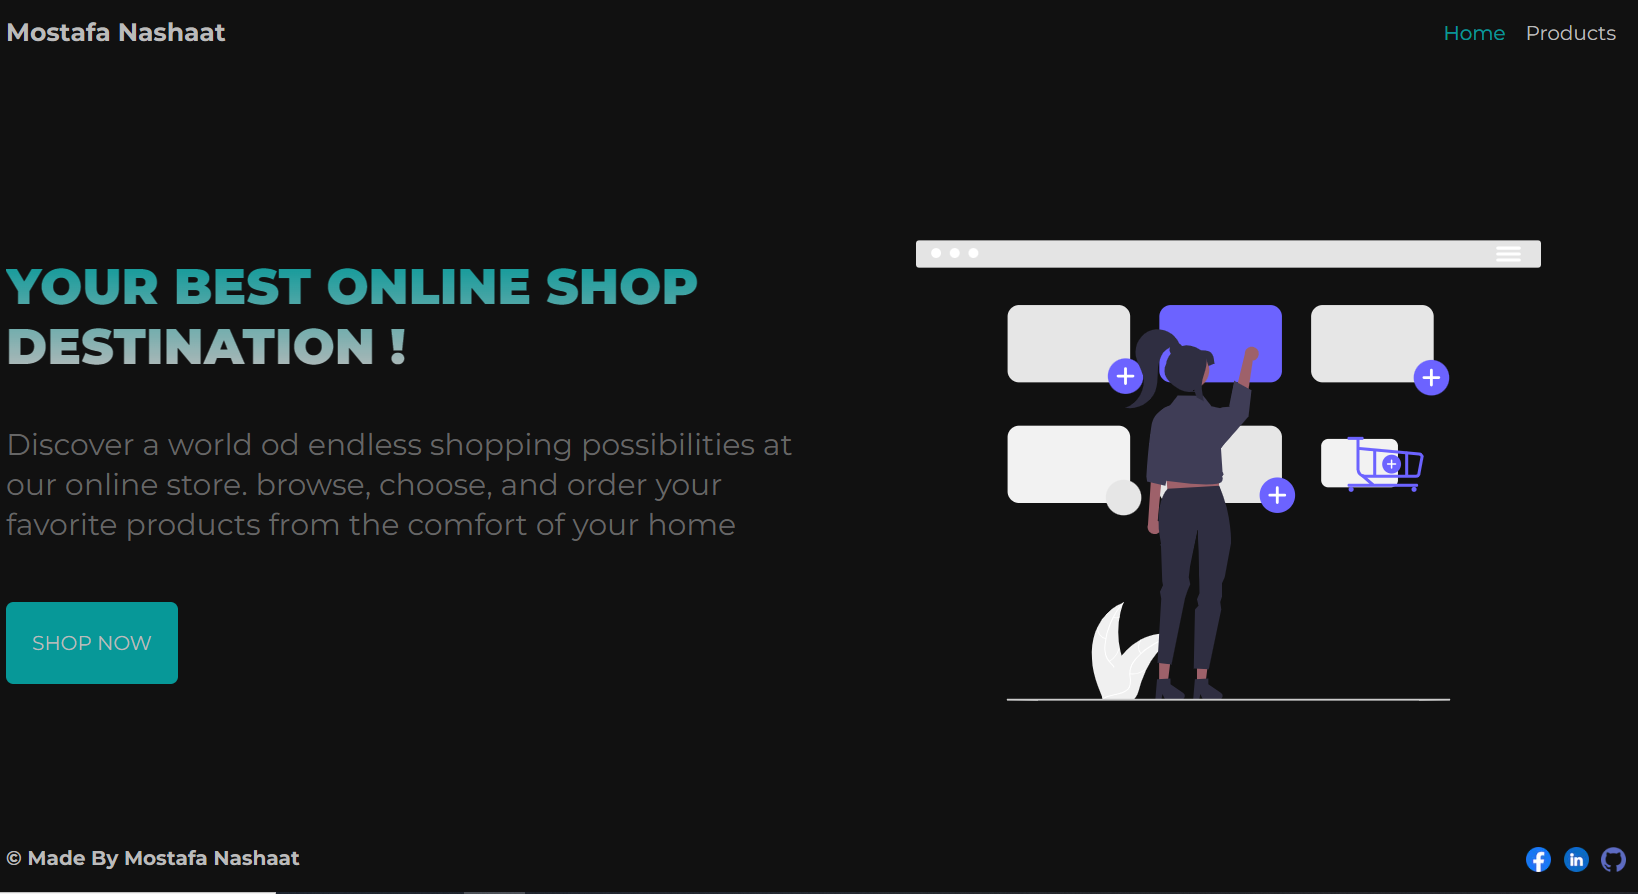 Mostafa Nashaat
Home Products
YOUR BEST ONLINE SHOP
DESTINATION !
Discover a world od endless shopping possibilities at
our online store. browse, choose, and order your
favorite products from the comfort of your home
SHOP NOW
© Made By Mostafa Nashaat